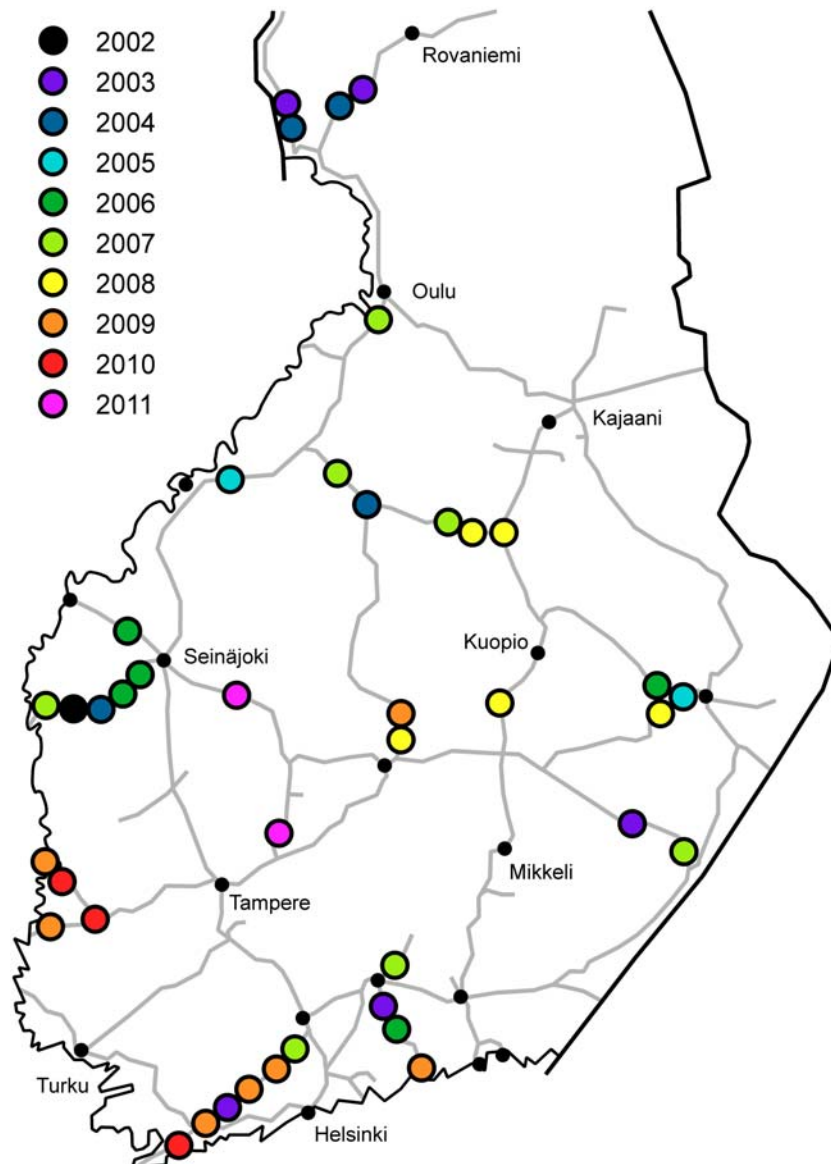 2002
2003
2004
2005
2006
2007
2008
2009
2010
2011
Rovaniemi
Oulu
Kajaani
Seinäjoki
Kuopio
Mikkeli
Tampere
Turku
Helsinki